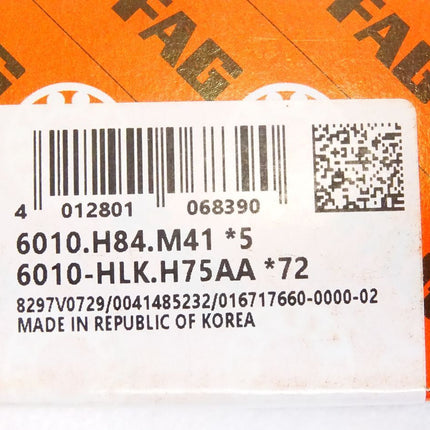 FAG
FAG
FAG
4 012801 068390
6010.H84.M41 *5
6010-HLK.H75AA *72
8297V0729/0041485232/016717660-0000-02
MADE IN REPUBLIC OF KOREA